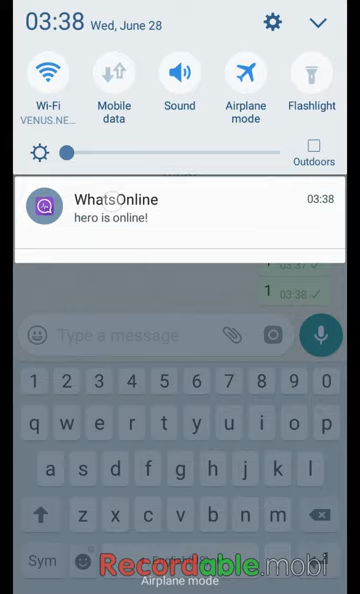 03:38 Wed, June 28
Wi-Fi
VENUS.NE...
Mobile data
Sound
Airplane mode
Flashlight
Outdoors
WhatsOnline 03:38
hero is online!
03:37
1 03:38
Type a message
1 2 3 4 5 6 7 8 9 0
q w e r t y u i o p
a s d f g h j k l
z x c v b n m
Sym
Recordable.mobi
Airplane mode